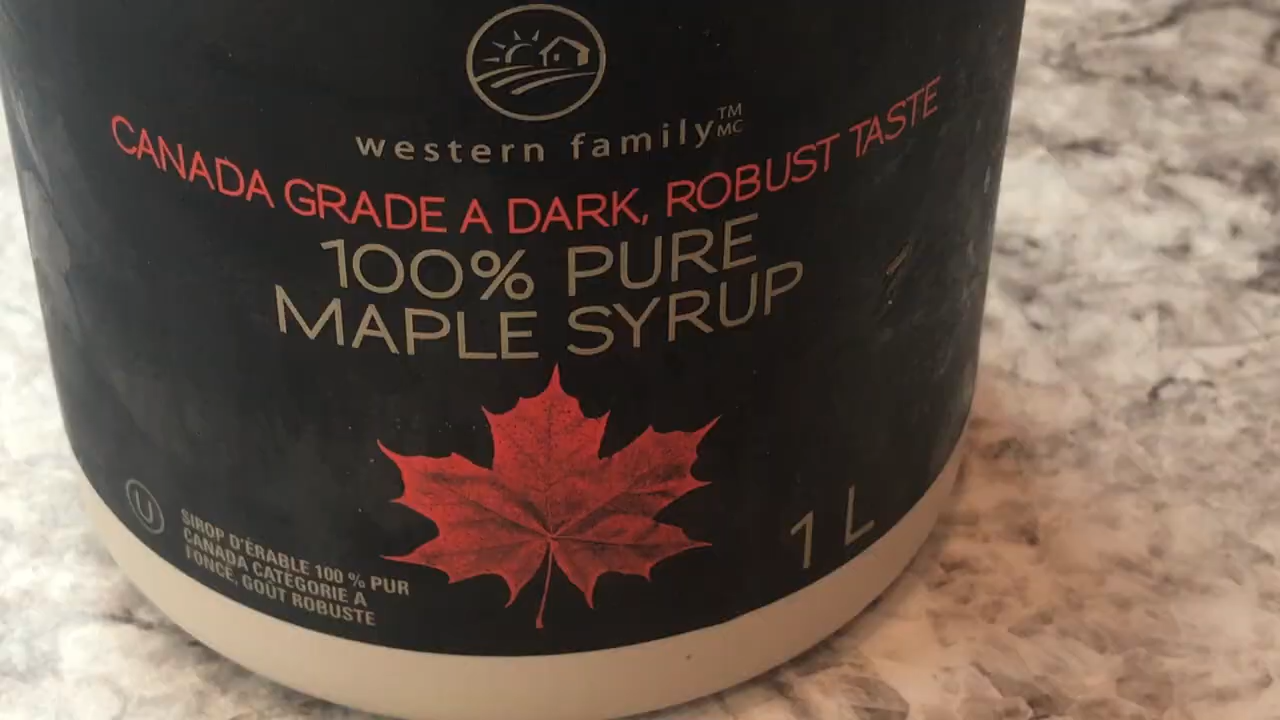 western family™ MC
CANADA GRADE A DARK, ROBUST TASTE
100% PURE
MAPLE SYRUP
U
SIROP D'ÉRABLE 100 % PUR
CANADA CATÉGORIE A
FONCÉ, GOÛT ROBUSTE
1 L